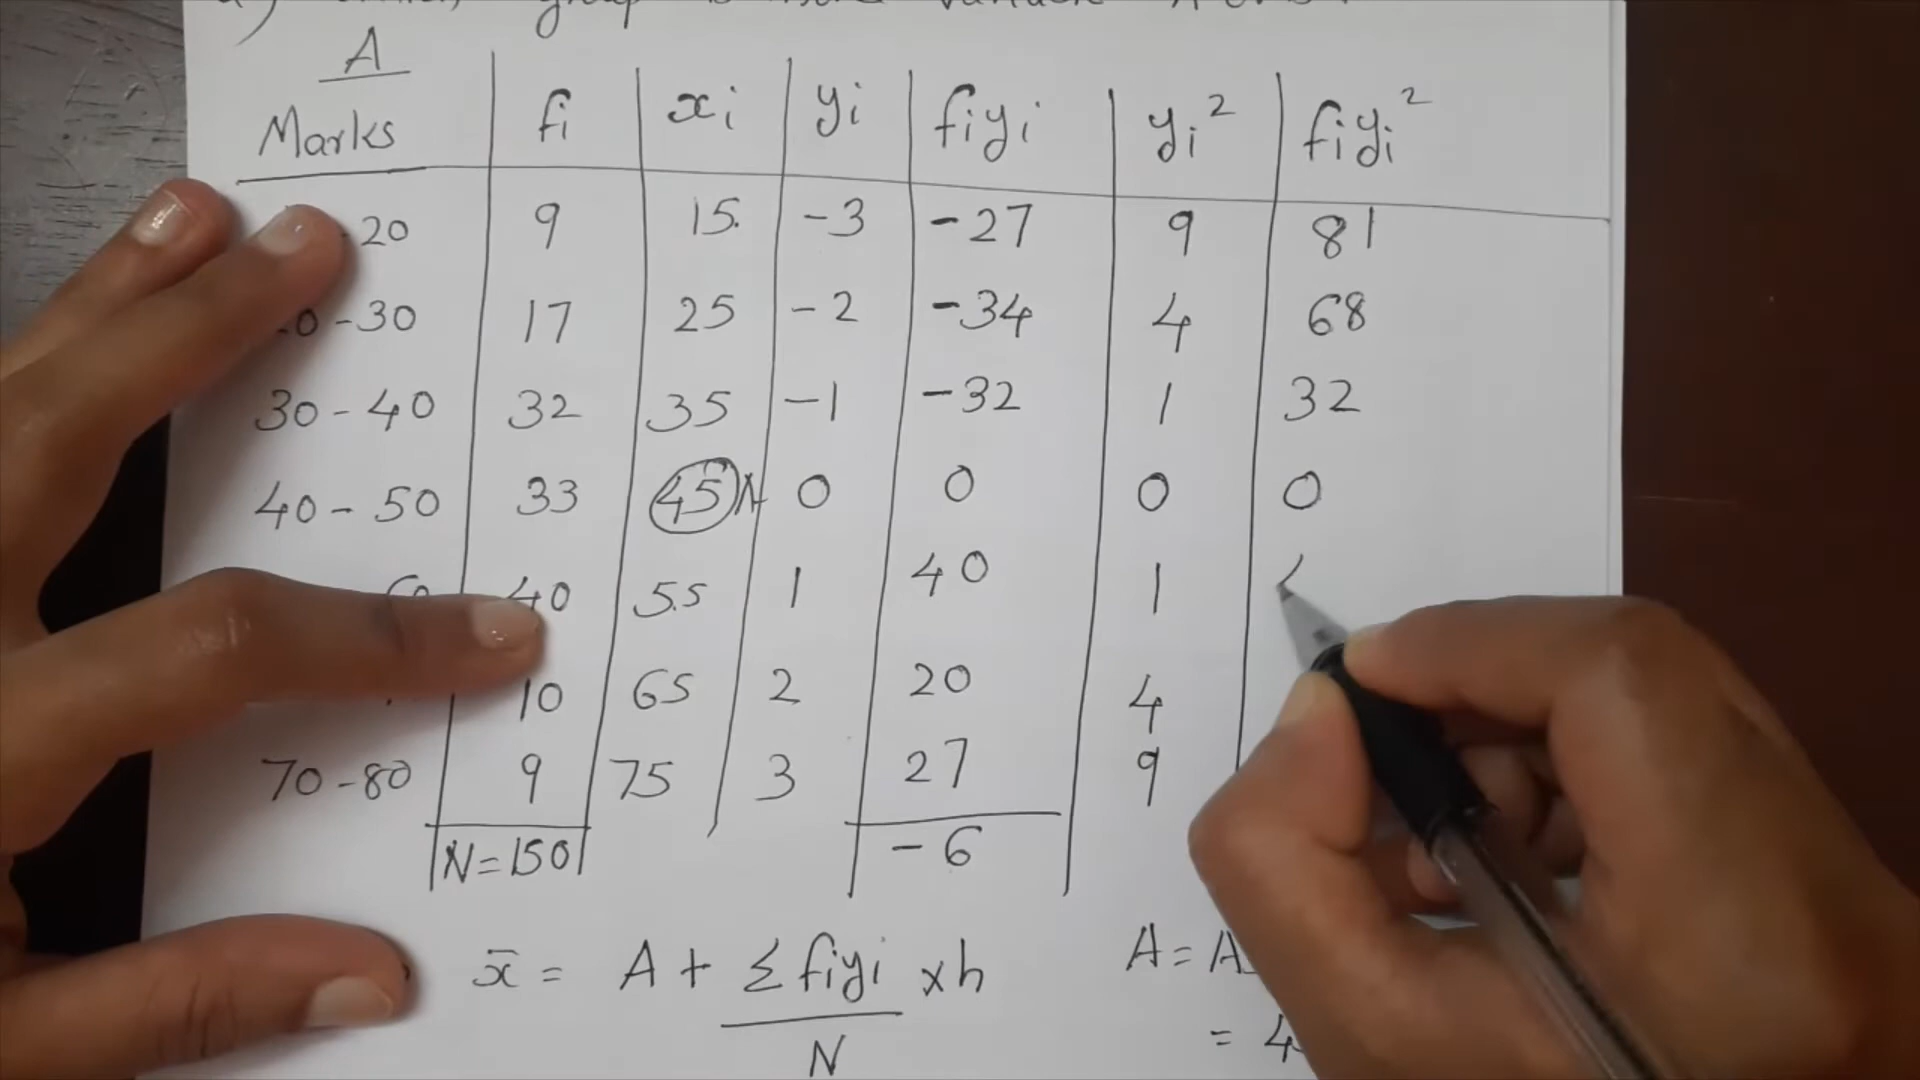 group variable
A
Marks fi xi yi fiyi yi² fiyi²
-20 9 15. -3 -27 9 81
-30 17 25 -2 -34 4 68
30-40 32 35 -1 -32 1 32
40-50 33 45 A 0 0 0 0
40 55 1 40 1
10 65 2 20 4
70-80 9 75 3 27 9
N=150 -6
x̄ = A + Σfiyi × h A = A
N = 4